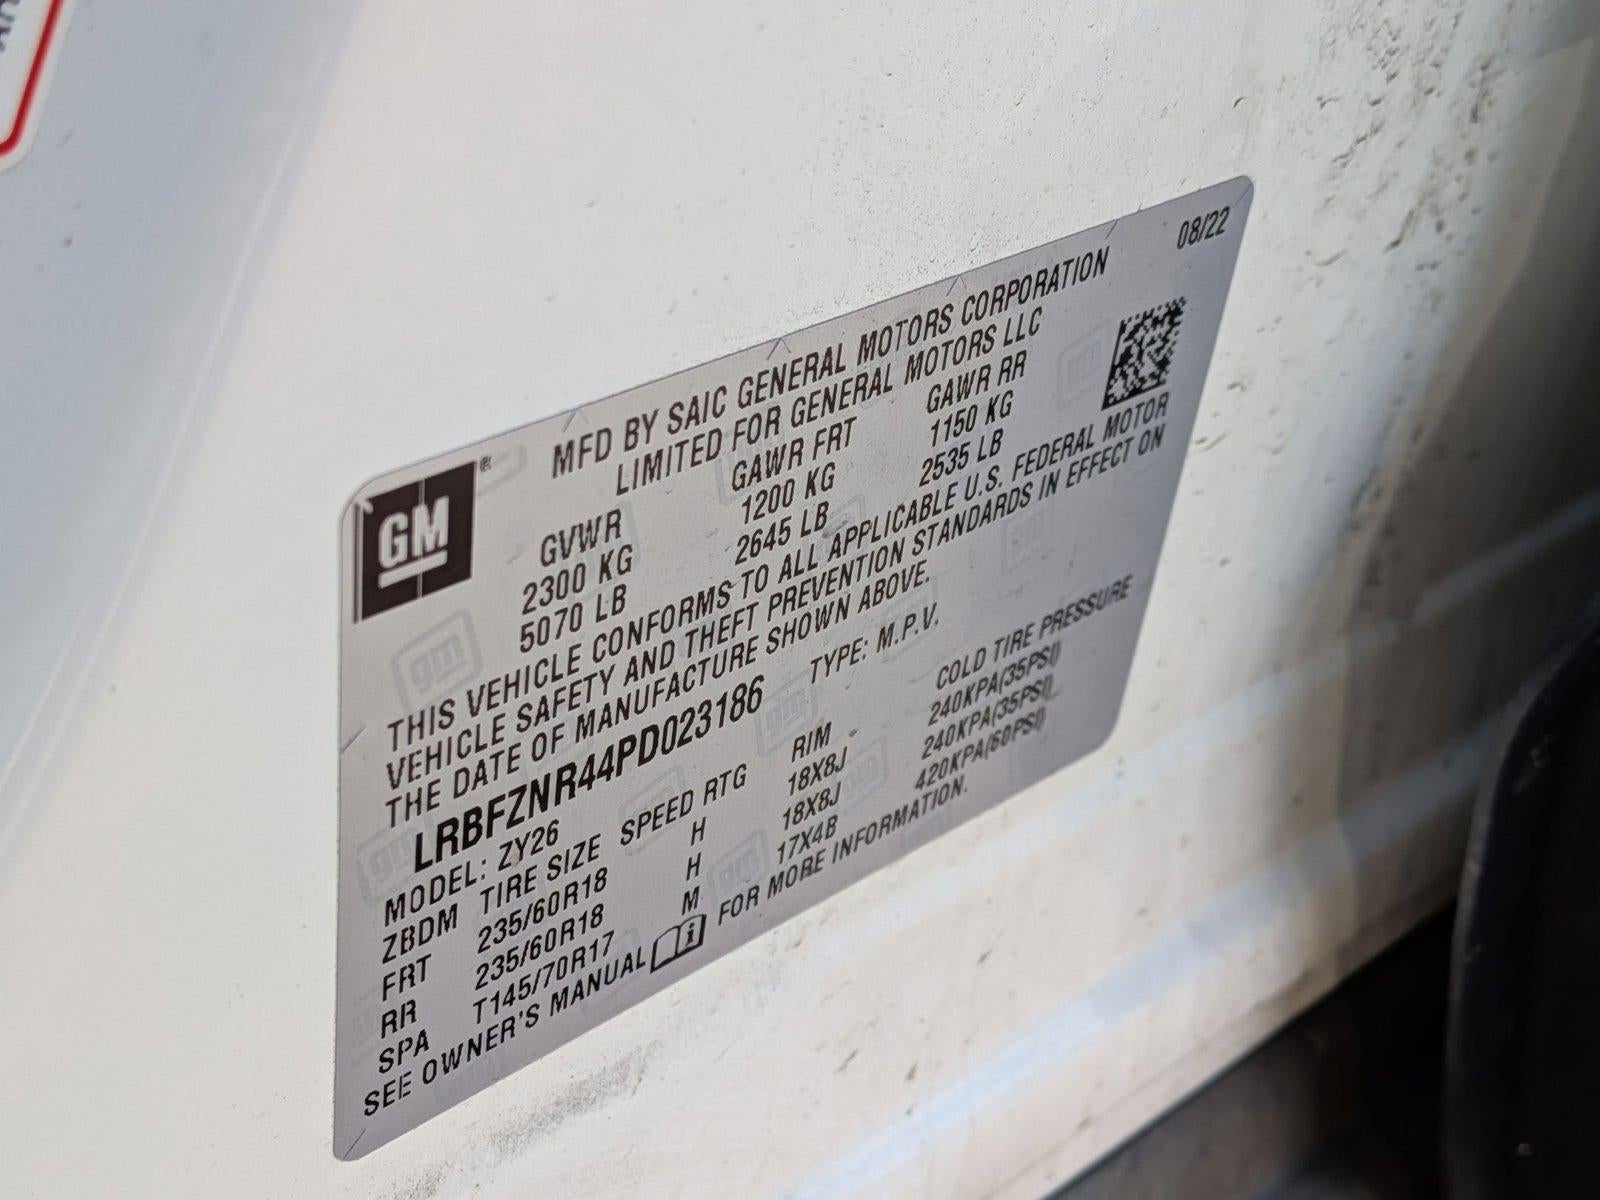 08/22
MFD BY SAIC GENERAL MOTORS CORPORATION
LIMITED FOR GENERAL MOTORS LLC
GM ®
GVWR GAWR FRT GAWR RR
2300 KG 1200 KG 1150 KG
5070 LB 2645 LB 2535 LB
THIS VEHICLE CONFORMS TO ALL APPLICABLE U.S. FEDERAL MOTOR
VEHICLE SAFETY AND THEFT PREVENTION STANDARDS IN EFFECT ON
THE DATE OF MANUFACTURE SHOWN ABOVE.
LRBFZNR44PD023186 TYPE: M.P.V.
MODEL: ZY26
ZBDM TIRE SIZE SPEED RTG RIM COLD TIRE PRESSURE
FRT 235/60R18 H 18X8J 240KPA(35PSI)
RR 235/60R18 H 18X8J 240KPA(35PSI)
SPA T145/70R17 M 17X4B 420KPA(60PSI)
SEE OWNER'S MANUAL FOR MORE INFORMATION.